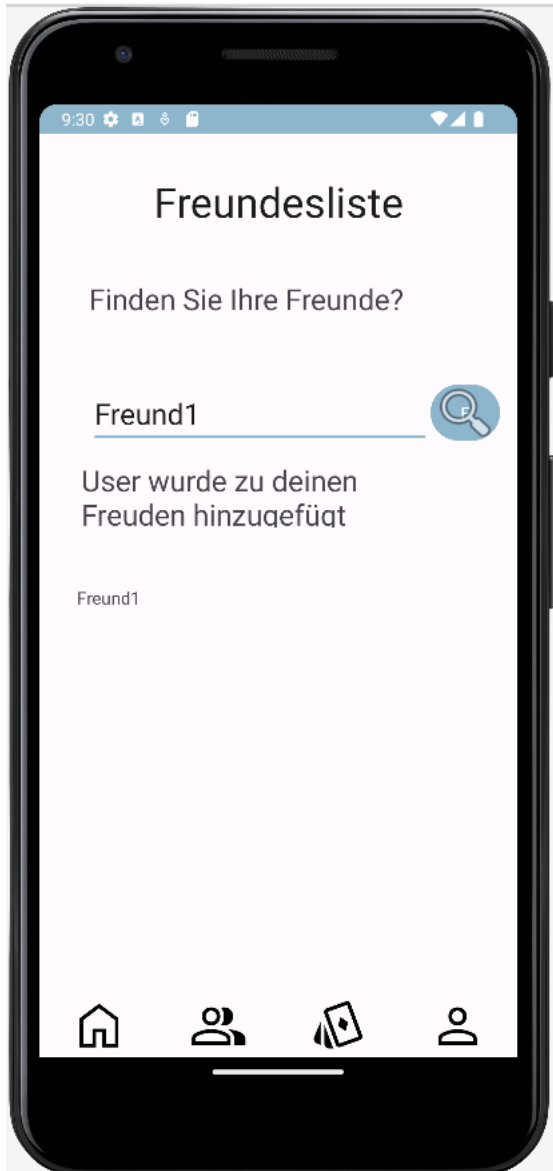 9:30
Freundesliste
Finden Sie Ihre Freunde?
Freund1
User wurde zu deinen
Freuden hinzugefügt
Freund1